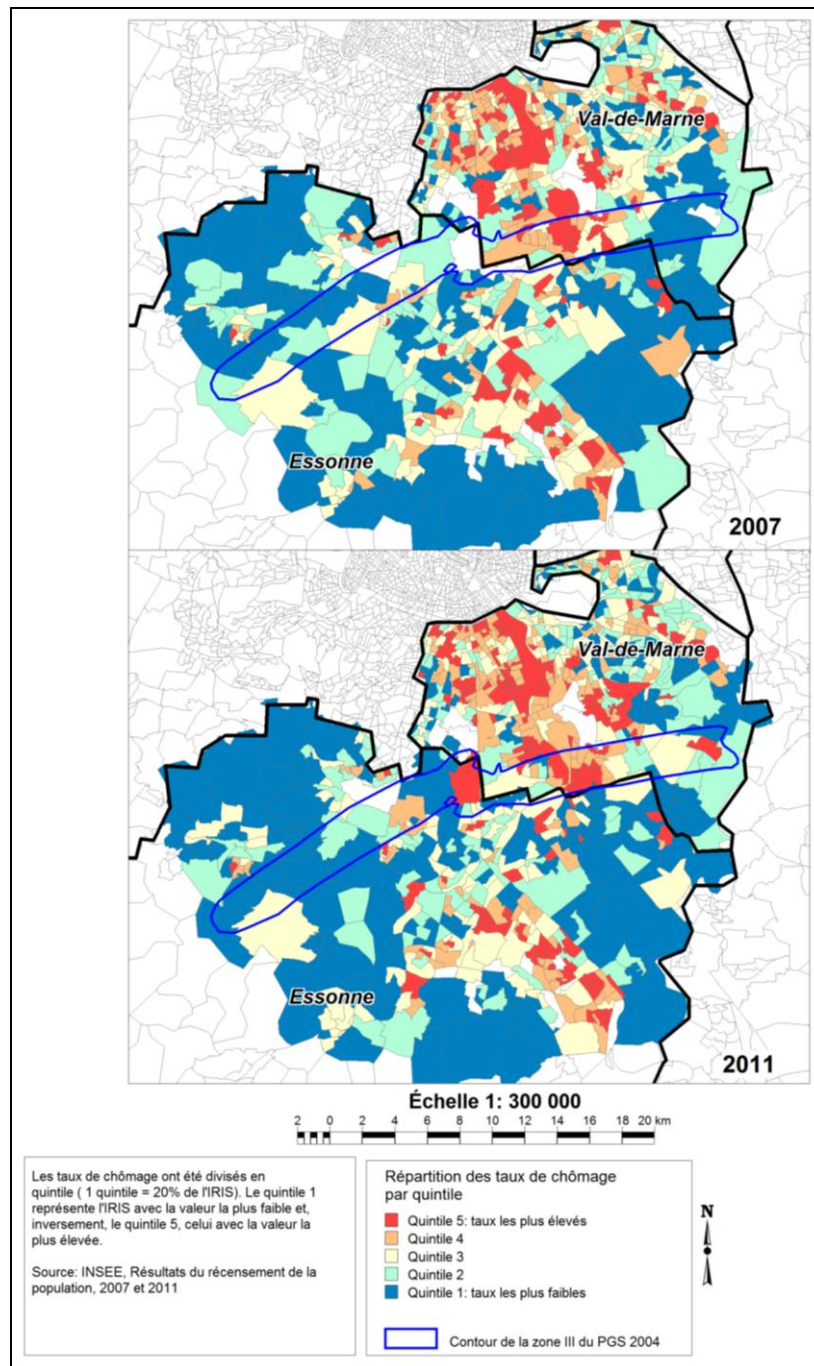 Val-de-Marne
Essonne
2007
Val-de-Marne
Essonne
2011
Échelle 1: 300 000
2 0 2 4 6 8 10 12 14 16 18 20 km
Les taux de chômage ont été divisés en
quintile ( 1 quintile = 20% de l'IRIS). Le quintile 1
représente l'IRIS avec la valeur la plus faible et,
inversement, le quintile 5, celui avec la valeur la
plus élevée.
Source: INSEE, Résultats du récensement de la
population, 2007 et 2011
Répartition des taux de chômage
par quintile
Quintile 5: taux les plus élevés
Quintile 4
Quintile 3
Quintile 2
Quintile 1: taux les plus faibles
Contour de la zone III du PGS 2004
N